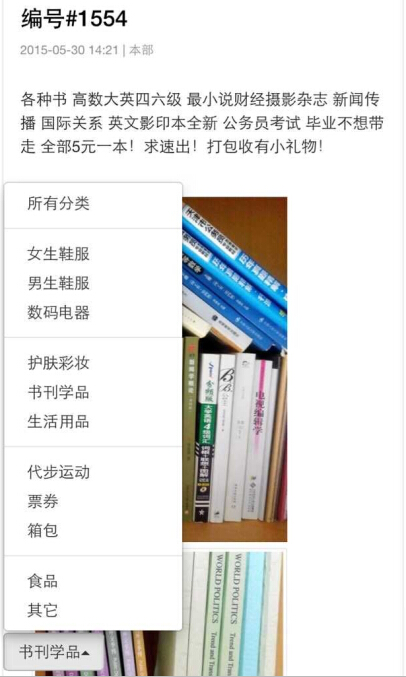 编号#1554
2015-05-30 14:21 | 本部
各种书 高数大英四六级 最小说财经摄影杂志 新闻传
播 国际关系 英文影印本全新 公务员考试 毕业不想带
走 全部5元一本！求速出！打包收有小礼物！
所有分类
女生鞋服
男生鞋服
数码电器
护肤彩妆
书刊学品
生活用品
代步运动
票券
箱包
食品
其它
书刊学品
电视编辑学
WORLD POLITICS
WORLD POLITICS
Trend and
Trend and Trans